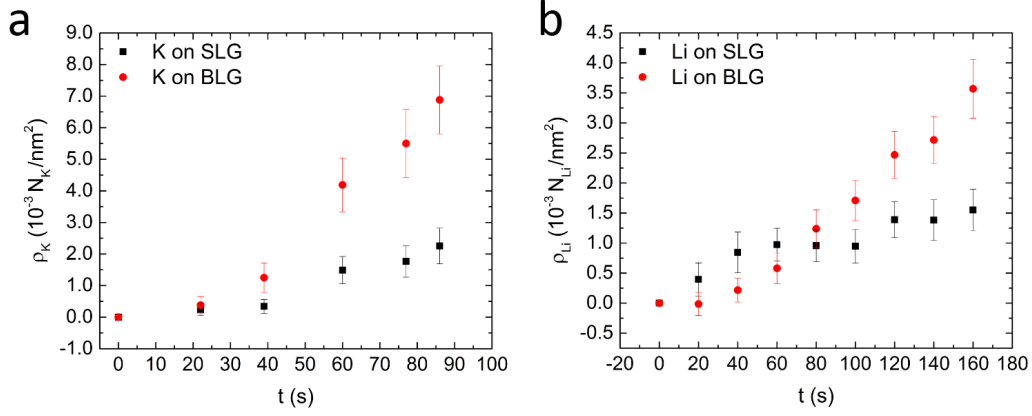 a
9.0
8.0
7.0
6.0
5.0
4.0
3.0
2.0
1.0
0.0
-1.0
ρK (10⁻³ NK/nm²)
K on SLG
K on BLG
0 10 20 30 40 50 60 70 80 90 100
t (s)
b
4.5
4.0
3.5
3.0
2.5
2.0
1.5
1.0
0.5
0.0
-0.5
ρLi (10⁻³ NLi/nm²)
Li on SLG
Li on BLG
-20 0 20 40 60 80 100 120 140 160 180
t (s)